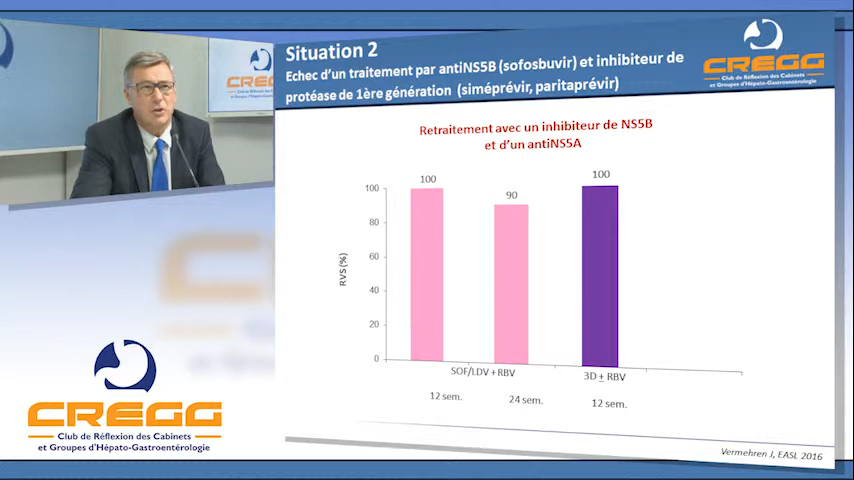 CREGG
Situation 2
Echec d'un traitement par antiNS5B (sofosbuvir) et inhibiteur de
protéase de 1ère génération (siméprévir, paritaprévir)
CREGG
Club de Réflexion des Cabinets
et Groupes d'Hépato-Gastroentérologie
Retraitement avec un inhibiteur de NS5B
et d'un antiNS5A
RVS (%)
100
80
60
40
20
0
100
90
100
SOF/LDV + RBV
3D ± RBV
12 sem.
24 sem.
12 sem.
Vermehren J, EASL 2016
CREGG
Club de Réflexion des Cabinets
et Groupes d'Hépato-Gastroentérologie